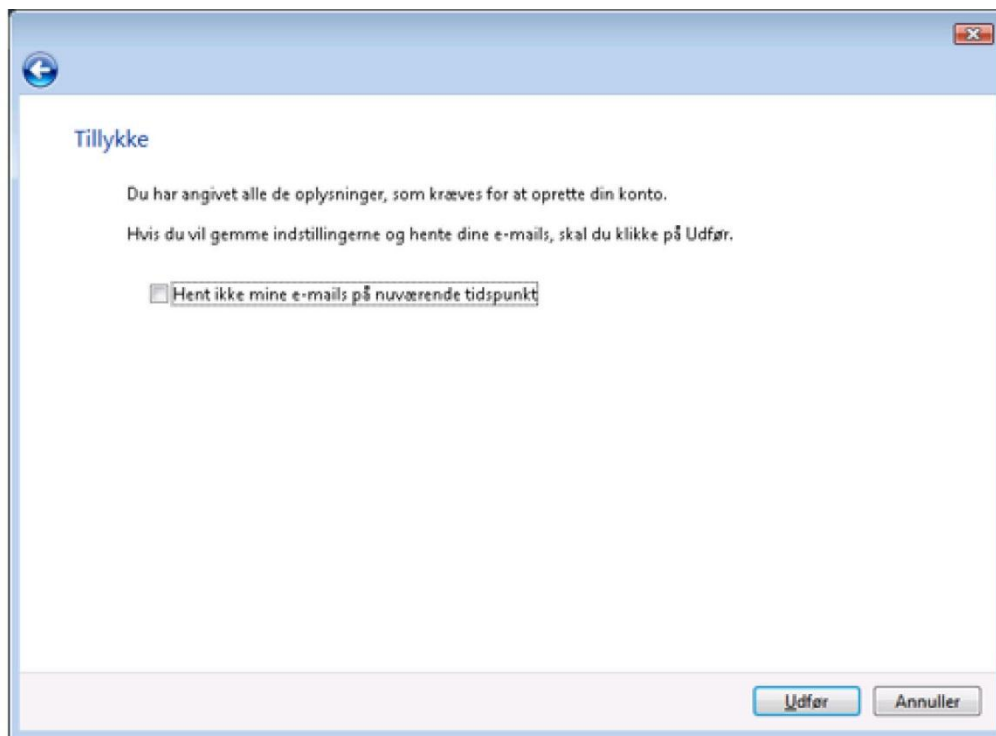 Tillykke
Du har angivet alle de oplysninger, som kræves for at oprette din konto.
Hvis du vil gemme indstillingerne og hente dine e-mails, skal du klikke på Udfør.
Hent ikke mine e-mails på nuværende tidspunkt
Udfør Annuller